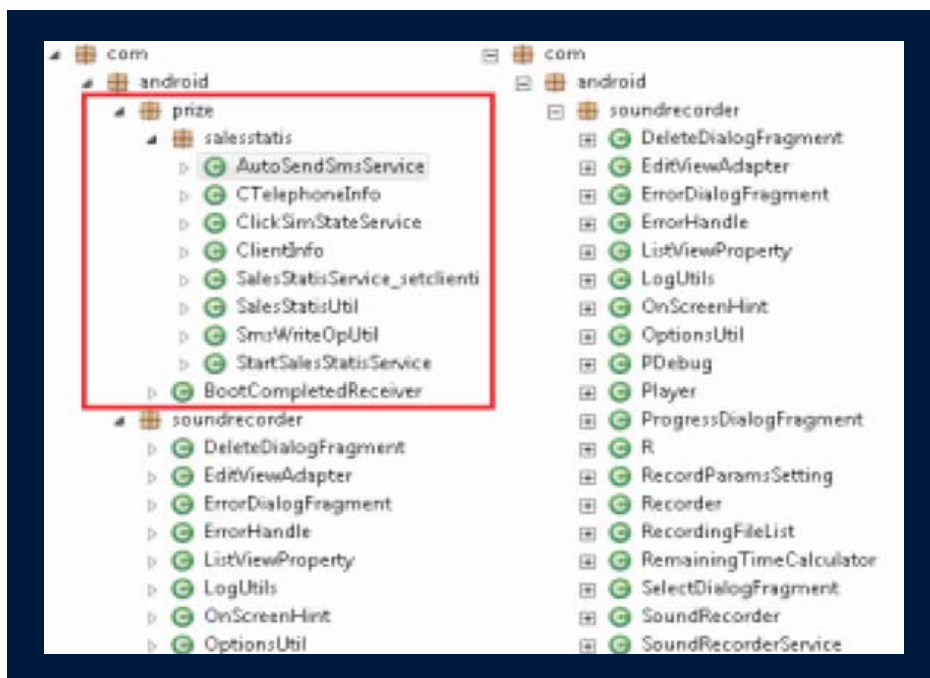 com
android
prize
salesstatis
AutoSendSmsService
CTelephoneInfo
ClickSimStateService
ClientInfo
SalesStatisService_setclienti
SalesStatisUtil
SmsWriteOpUtil
StartSalesStatisService
BootCompletedReceiver
soundrecorder
DeleteDialogFragment
EditViewAdapter
ErrorDialogFragment
ErrorHandle
ListViewProperty
LogUtils
OnScreenHint
OptionsUtil
com
android
soundrecorder
DeleteDialogFragment
EditViewAdapter
ErrorDialogFragment
ErrorHandle
ListViewProperty
LogUtils
OnScreenHint
OptionsUtil
PDebug
Player
ProgressDialogFragment
R
RecordParamsSetting
Recorder
RecordingFileList
RemainingTimeCalculator
SelectDialogFragment
SoundRecorder
SoundRecorderService